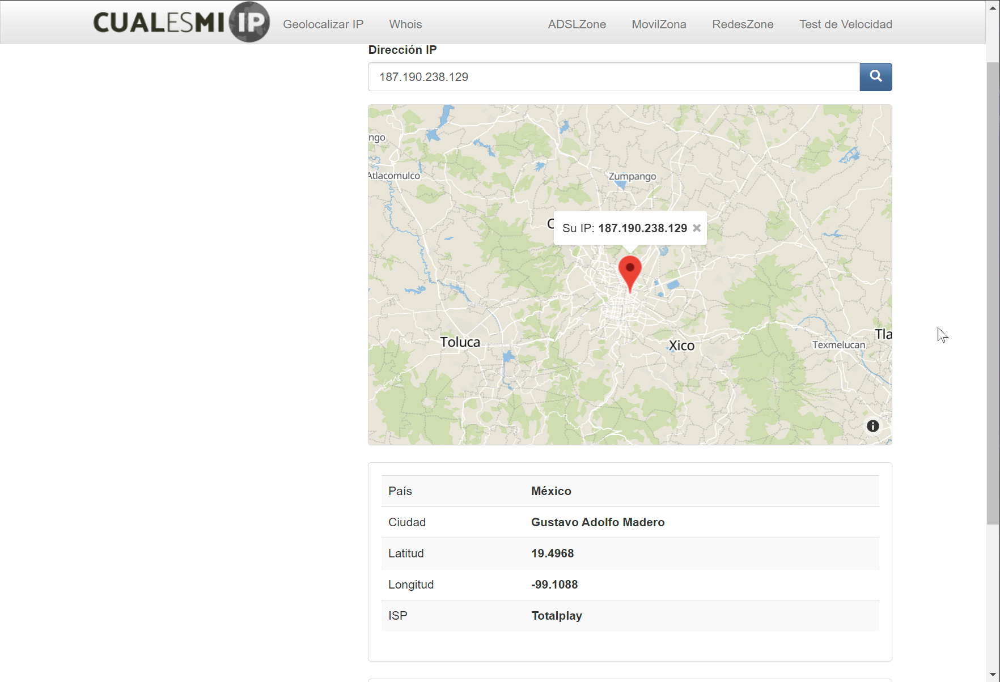 CUALESMI IP Geolocalizar IP Whois ADSLZone MovilZona RedesZone Test de Velocidad
Dirección IP
187.190.238.129
ngo
Atlacomulco
Zumpango
C
Su IP: 187.190.238.129 ×
Toluca
Xico
Tla
Texmelucan
País México
Ciudad Gustavo Adolfo Madero
Latitud 19.4968
Longitud -99.1088
ISP Totalplay